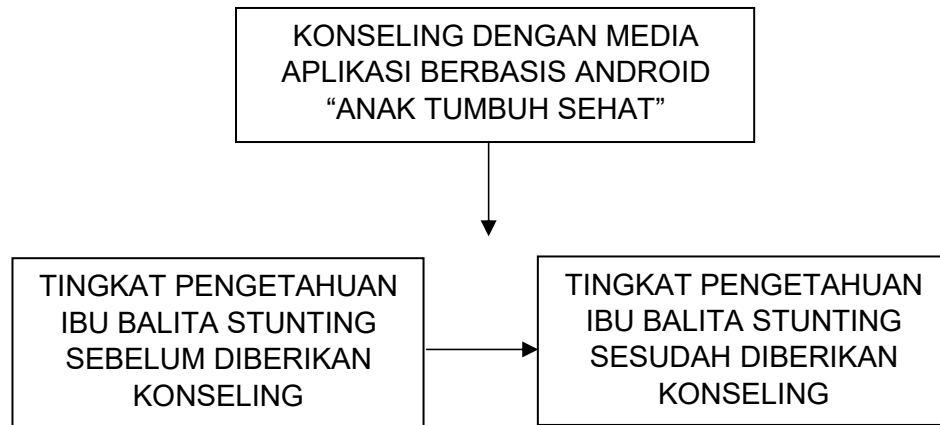 KONSELING DENGAN MEDIA
APLIKASI BERBASIS ANDROID
“ANAK TUMBUH SEHAT”
TINGKAT PENGETAHUAN
IBU BALITA STUNTING
SEBELUM DIBERIKAN
KONSELING
TINGKAT PENGETAHUAN
IBU BALITA STUNTING
SESUDAH DIBERIKAN
KONSELING